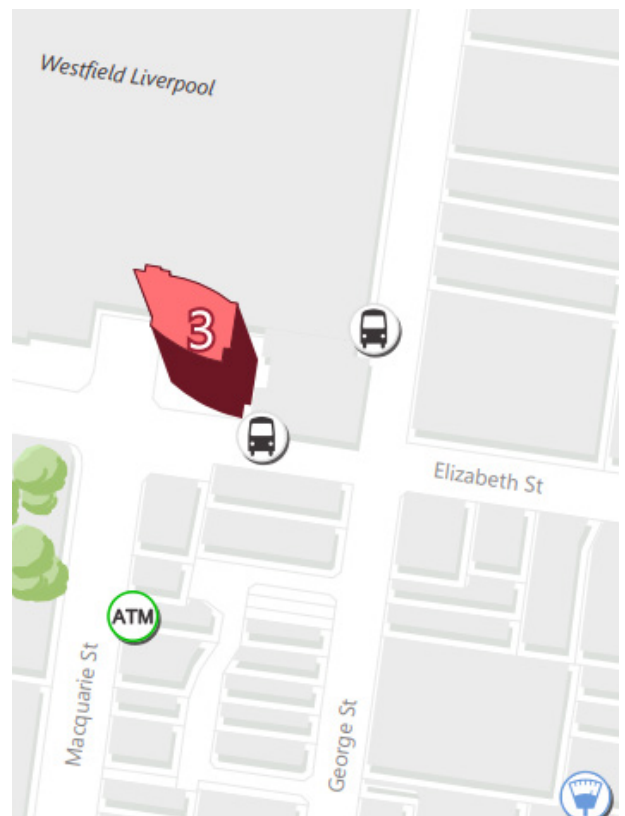 Westfield Liverpool
3
Elizabeth St
ATM
Macquarie St
George St